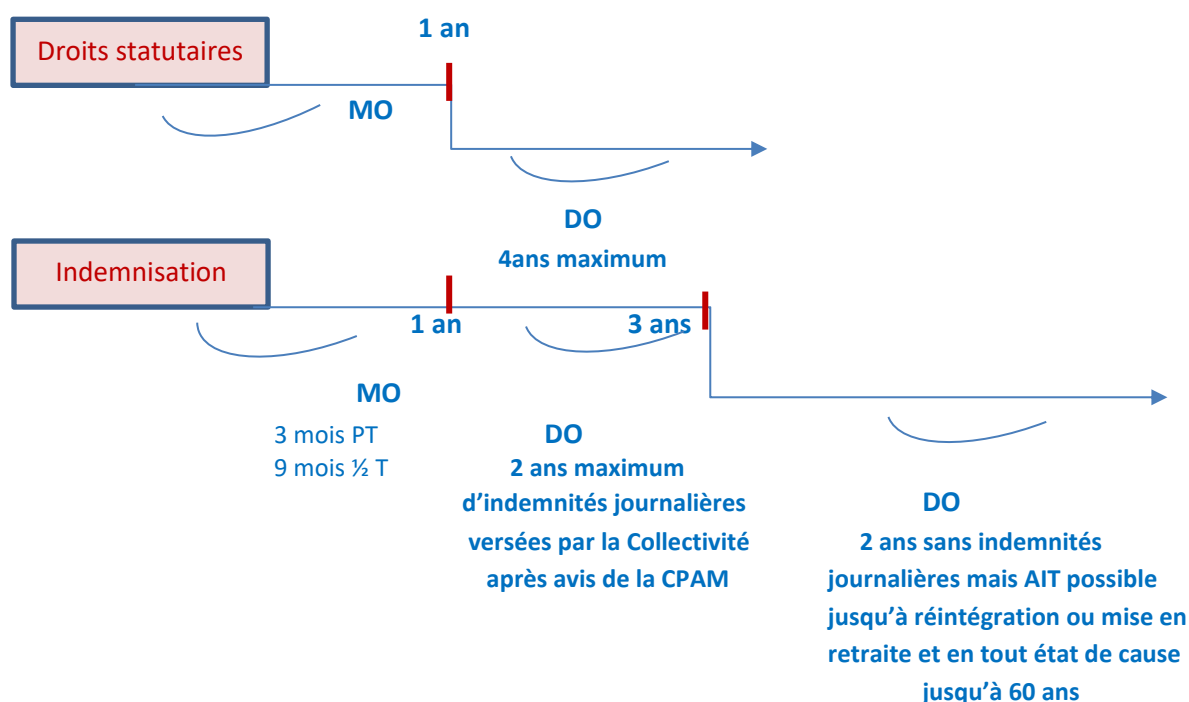 Droits statutaires
1 an
MO
DO
4ans maximum
Indemnisation
1 an
3 ans
MO
3 mois PT
9 mois ½ T
DO
2 ans maximum
d’indemnités journalières
versées par la Collectivité
après avis de la CPAM
DO
2 ans sans indemnités
journalières mais AIT possible
jusqu’à réintégration ou mise en
retraite et en tout état de cause
jusqu’à 60 ans